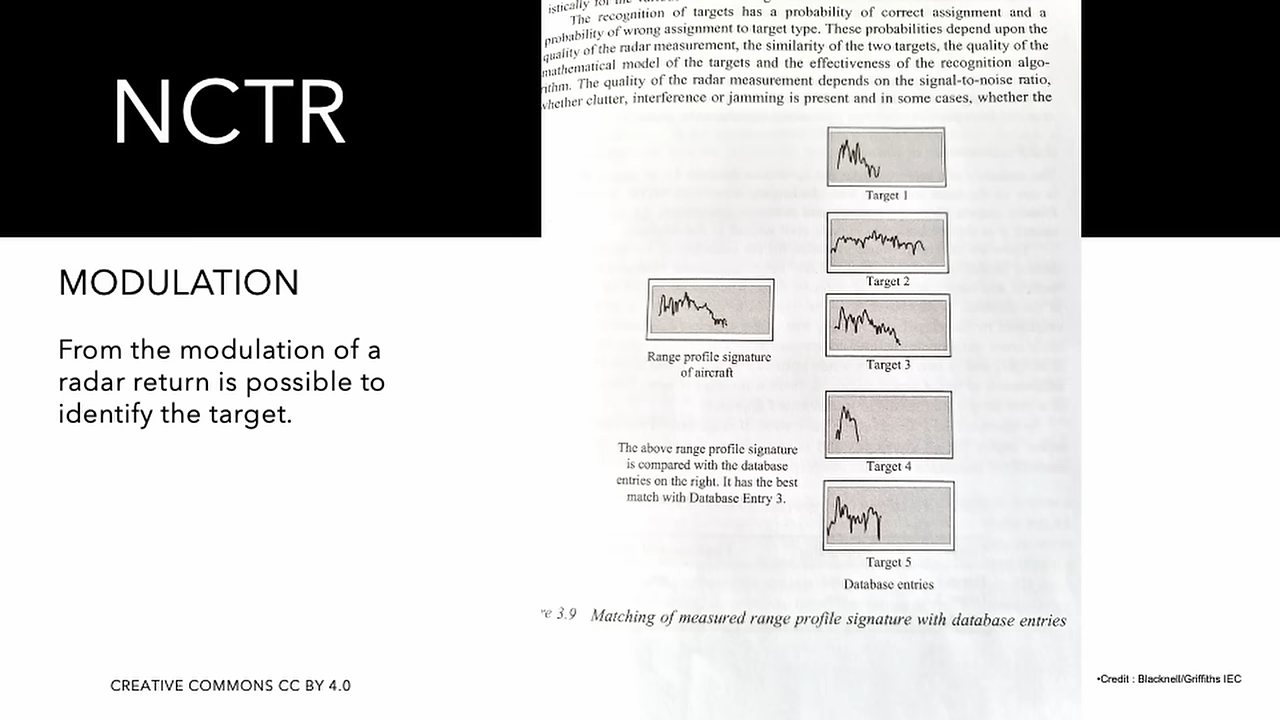 NCTR
MODULATION
From the modulation of a
radar return is possible to
identify the target.
CREATIVE COMMONS CC BY 4.0
istically for the
The recognition of targets has a probability of correct assignment and a
probability of wrong assignment to target type. These probabilities depend upon the
quality of the radar measurement, the similarity of the two targets, the quality of the
mathematical model of the targets and the effectiveness of the recognition algo-
rithm. The quality of the radar measurement depends on the signal-to-noise ratio,
whether clutter, interference or jamming is present and in some cases, whether the
Target 1
Target 2
Target 3
Range profile signature
of aircraft
The above range profile signature
is compared with the database
entries on the right. It has the best
match with Database Entry 3.
Target 4
Target 5
Database entries
3.9 Matching of measured range profile signature with database entries
•Credit : Blacknell/Griffiths IEC